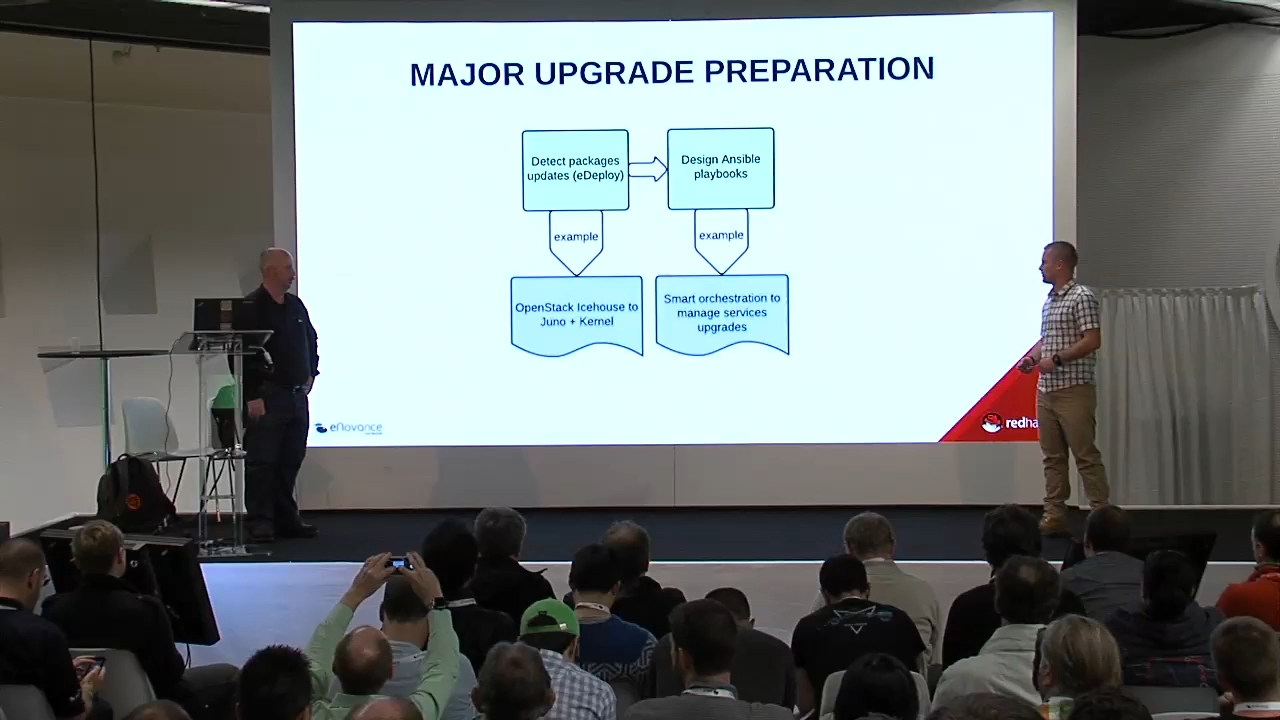 MAJOR UPGRADE PREPARATION
Detect packages
updates (eDeploy)
Design Ansible
playbooks
example
example
OpenStack Icehouse to
Juno + Kernel
Smart orchestration to
manage services
upgrades
eNovance
redha